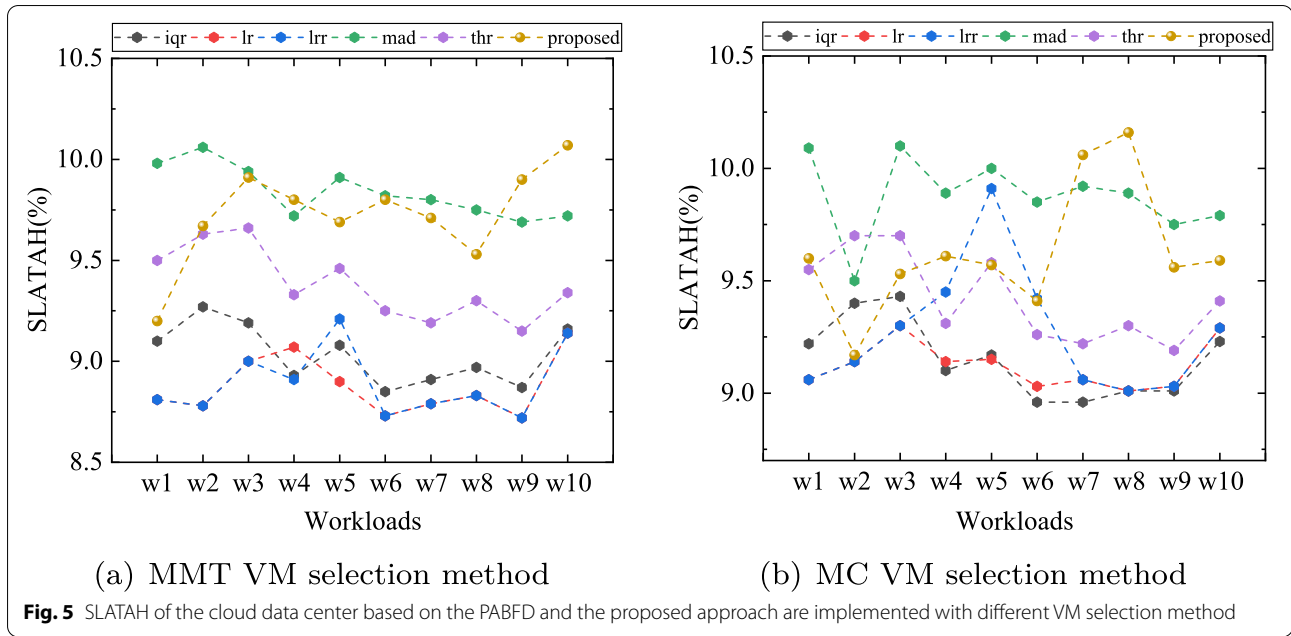 iqr lr lrr mad thr proposed
10.5
10.0
9.5
9.0
8.5
SLATAH(%)
w1 w2 w3 w4 w5 w6 w7 w8 w9 w10
Workloads
(a) MMT VM selection method
iqr lr lrr mad thr proposed
10.5
10.0
9.5
9.0
SLATAH(%)
w1 w2 w3 w4 w5 w6 w7 w8 w9 w10
Workloads
(b) MC VM selection method
Fig. 5 SLATAH of the cloud data center based on the PABFD and the proposed approach are implemented with different VM selection method